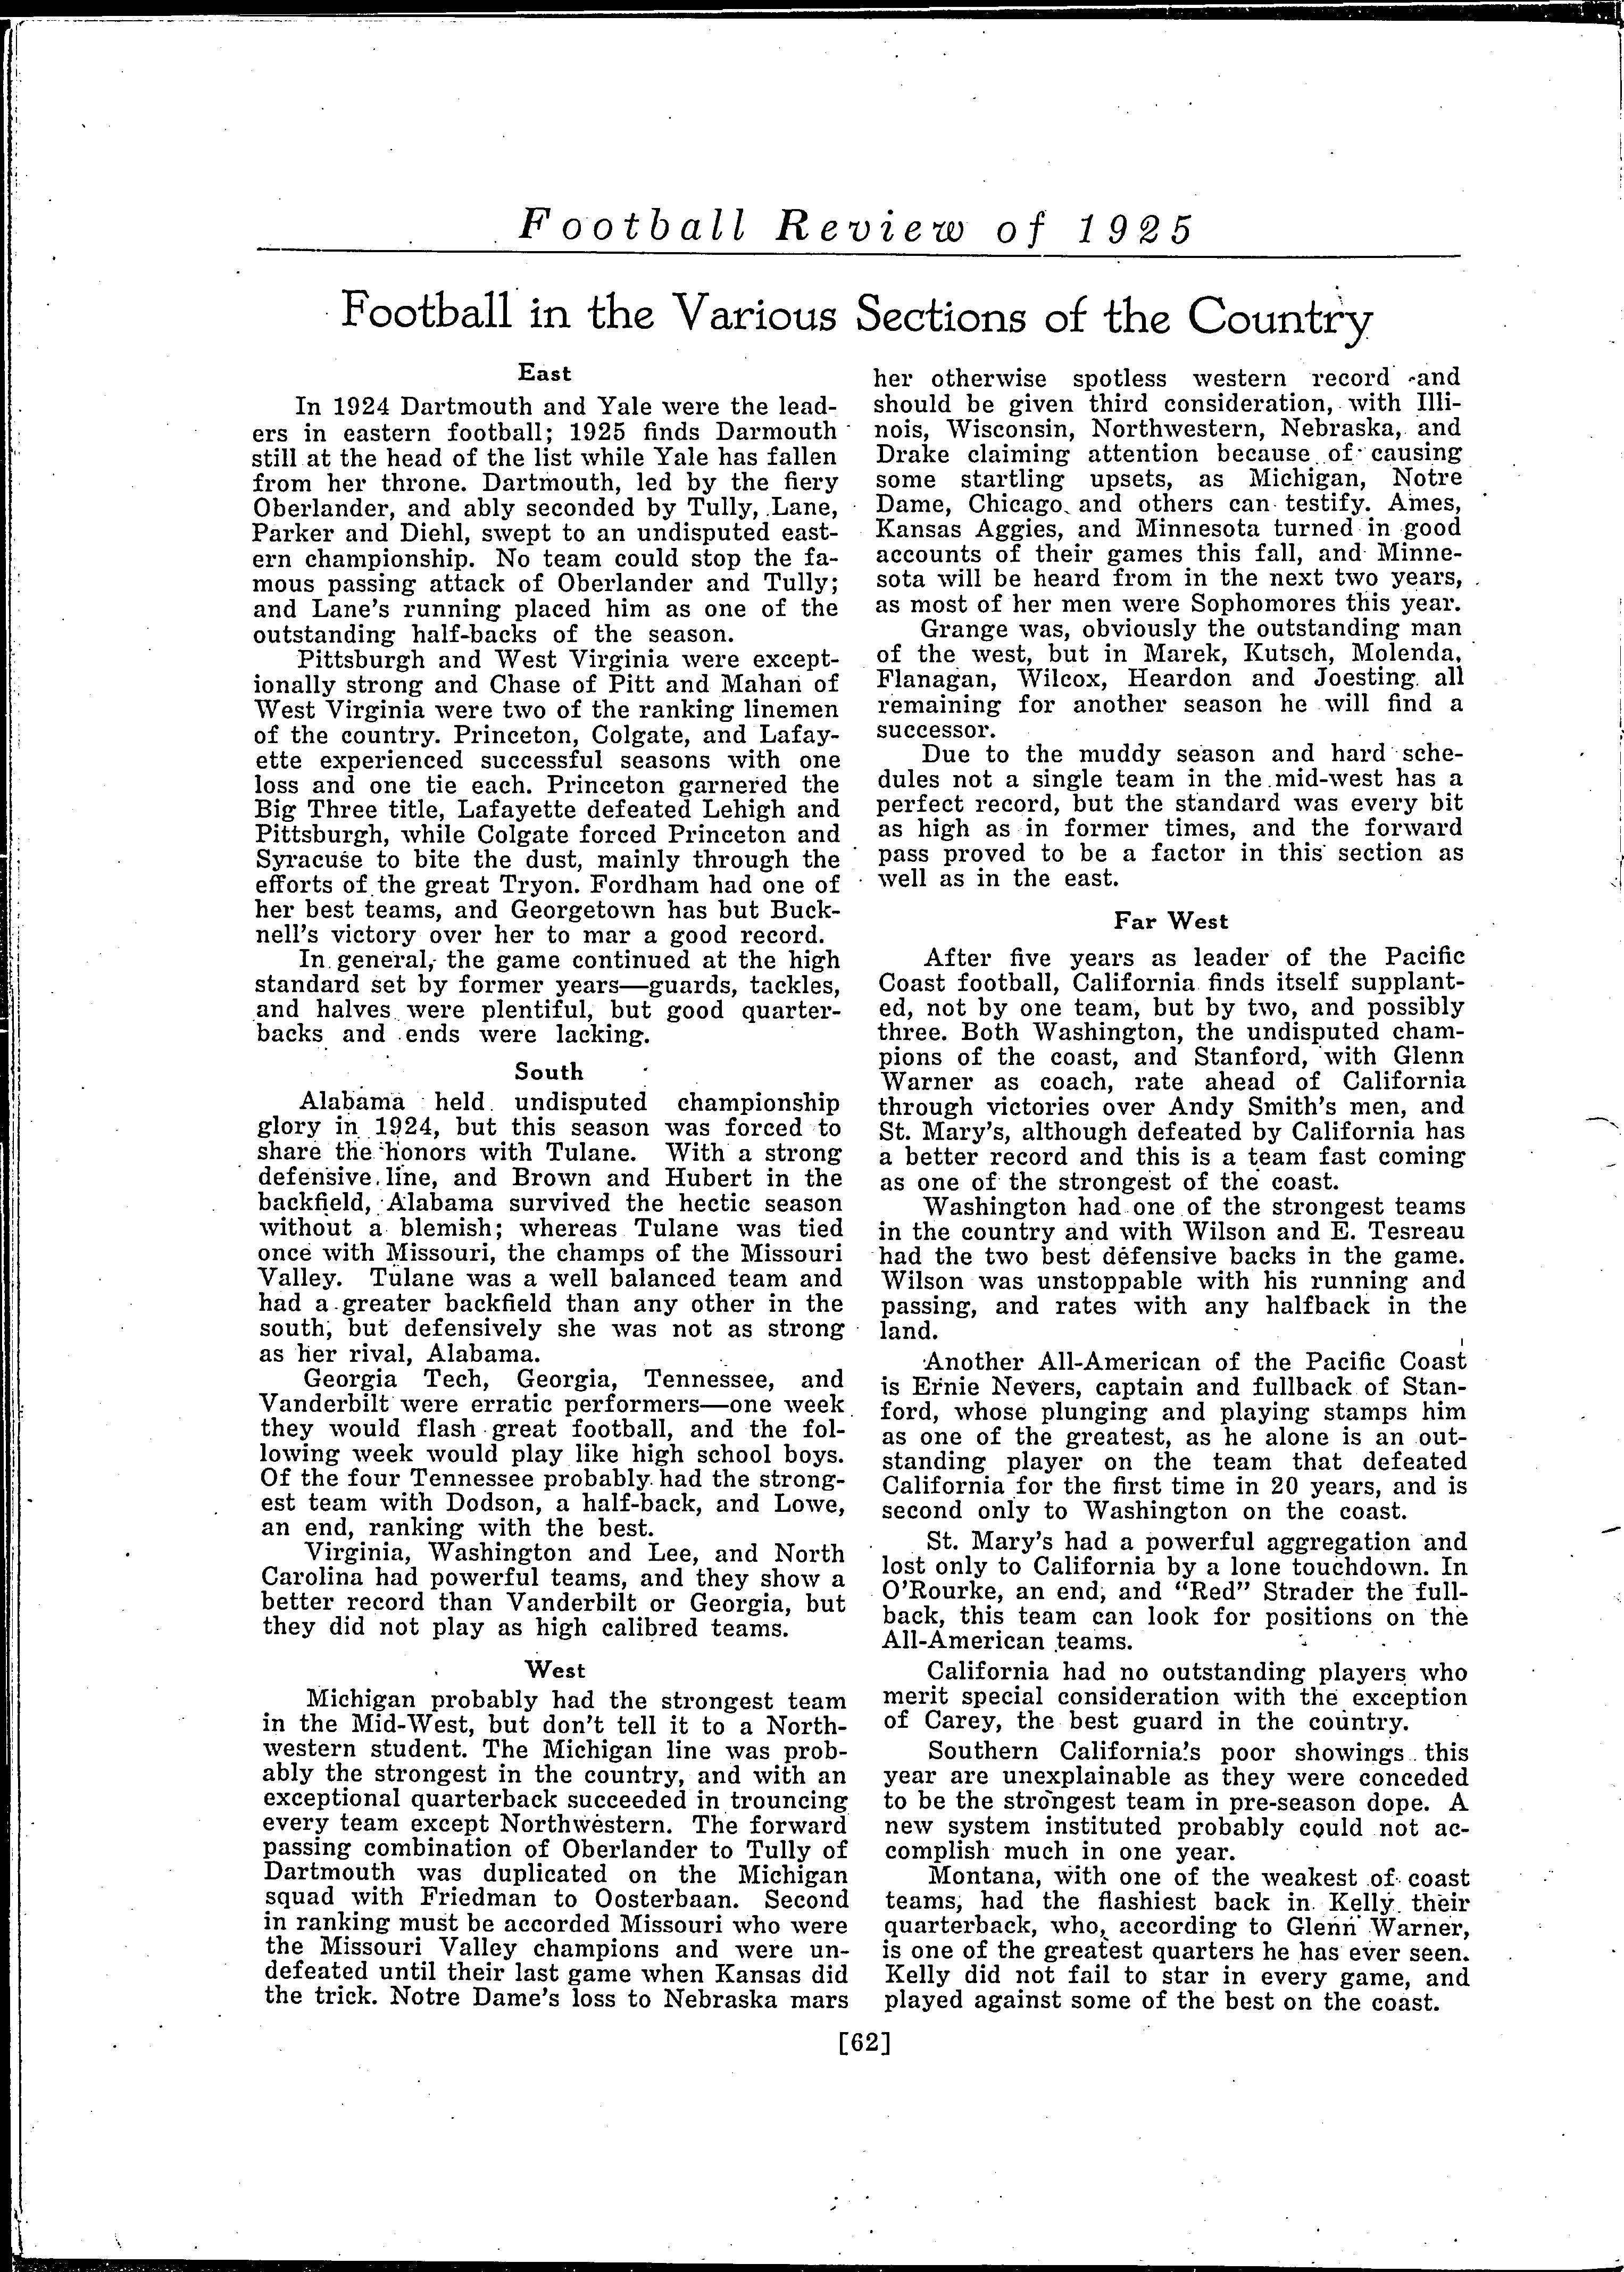 Football Review of 1925
Football in the Various Sections of the Country
East
In 1924 Dartmouth and Yale were the lead-
ers in eastern football; 1925 finds Darmouth
still at the head of the list while Yale has fallen
from her throne. Dartmouth, led by the fiery
Oberlander, and ably seconded by Tully, Lane,
Parker and Diehl, swept to an undisputed east-
ern championship. No team could stop the fa-
mous passing attack of Oberlander and Tully;
and Lane's running placed him as one of the
outstanding half-backs of the season.
Pittsburgh and West Virginia were except-
ionally strong and Chase of Pitt and Mahan of
West Virginia were two of the ranking linemen
of the country. Princeton, Colgate, and Lafay-
ette experienced successful seasons with one
loss and one tie each. Princeton garnered the
Big Three title, Lafayette defeated Lehigh and
Pittsburgh, while Colgate forced Princeton and
Syracuse to bite the dust, mainly through the
efforts of the great Tryon. Fordham had one of
her best teams, and Georgetown has but Buck-
nell's victory over her to mar a good record.
In general, the game continued at the high
standard set by former years—guards, tackles,
and halves were plentiful, but good quarter-
backs and ends were lacking.
South
Alabama held undisputed championship
glory in 1924, but this season was forced to
share the honors with Tulane. With a strong
defensive line, and Brown and Hubert in the
backfield, Alabama survived the hectic season
without a blemish; whereas Tulane was tied
once with Missouri, the champs of the Missouri
Valley. Tulane was a well balanced team and
had a greater backfield than any other in the
south, but defensively she was not as strong
as her rival, Alabama.
Georgia Tech, Georgia, Tennessee, and
Vanderbilt were erratic performers—one week
they would flash great football, and the fol-
lowing week would play like high school boys.
Of the four Tennessee probably had the strong-
est team with Dodson, a half-back, and Lowe,
an end, ranking with the best.
Virginia, Washington and Lee, and North
Carolina had powerful teams, and they show a
better record than Vanderbilt or Georgia, but
they did not play as high calibred teams.
West
Michigan probably had the strongest team
in the Mid-West, but don't tell it to a North-
western student. The Michigan line was prob-
ably the strongest in the country, and with an
exceptional quarterback succeeded in trouncing
every team except Northwestern. The forward
passing combination of Oberlander to Tully of
Dartmouth was duplicated on the Michigan
squad with Friedman to Oosterbaan. Second
in ranking must be accorded Missouri who were
the Missouri Valley champions and were un-
defeated until their last game when Kansas did
the trick. Notre Dame's loss to Nebraska mars
her otherwise spotless western record and
should be given third consideration, with Illi-
nois, Wisconsin, Northwestern, Nebraska, and
Drake claiming attention because of causing
some startling upsets, as Michigan, Notre
Dame, Chicago and others can testify. Ames,
Kansas Aggies, and Minnesota turned in good
accounts of their games this fall, and Minne-
sota will be heard from in the next two years,
as most of her men were Sophomores this year.
Grange was, obviously the outstanding man
of the west, but in Marek, Kutsch, Molenda,
Flanagan, Wilcox, Heardon and Joesting all
remaining for another season he will find a
successor.
Due to the muddy season and hard sche-
dules not a single team in the mid-west has a
perfect record, but the standard was every bit
as high as in former times, and the forward
pass proved to be a factor in this section as
well as in the east.
Far West
After five years as leader of the Pacific
Coast football, California finds itself supplant-
ed, not by one team, but by two, and possibly
three. Both Washington, the undisputed cham-
pions of the coast, and Stanford, with Glenn
Warner as coach, rate ahead of California
through victories over Andy Smith's men, and
St. Mary's, although defeated by California has
a better record and this is a team fast coming
as one of the strongest of the coast.
Washington had one of the strongest teams
in the country and with Wilson and E. Tesreau
had the two best defensive backs in the game.
Wilson was unstoppable with his running and
passing, and rates with any halfback in the
land.
Another All-American of the Pacific Coast
is Ernie Nevers, captain and fullback of Stan-
ford, whose plunging and playing stamps him
as one of the greatest, as he alone is an out-
standing player on the team that defeated
California for the first time in 20 years, and is
second only to Washington on the coast.
St. Mary's had a powerful aggregation and
lost only to California by a lone touchdown. In
O'Rourke, an end, and "Red" Strader the full-
back, this team can look for positions on the
All-American teams.
California had no outstanding players who
merit special consideration with the exception
of Carey, the best guard in the country.
Southern California's poor showings this
year are unexplainable as they were conceded
to be the strongest team in pre-season dope. A
new system instituted probably could not ac-
complish much in one year.
Montana, with one of the weakest of coast
teams, had the flashiest back in Kelly their
quarterback, who, according to Glenn Warner,
is one of the greatest quarters he has ever seen.
Kelly did not fail to star in every game, and
played against some of the best on the coast.
[62]